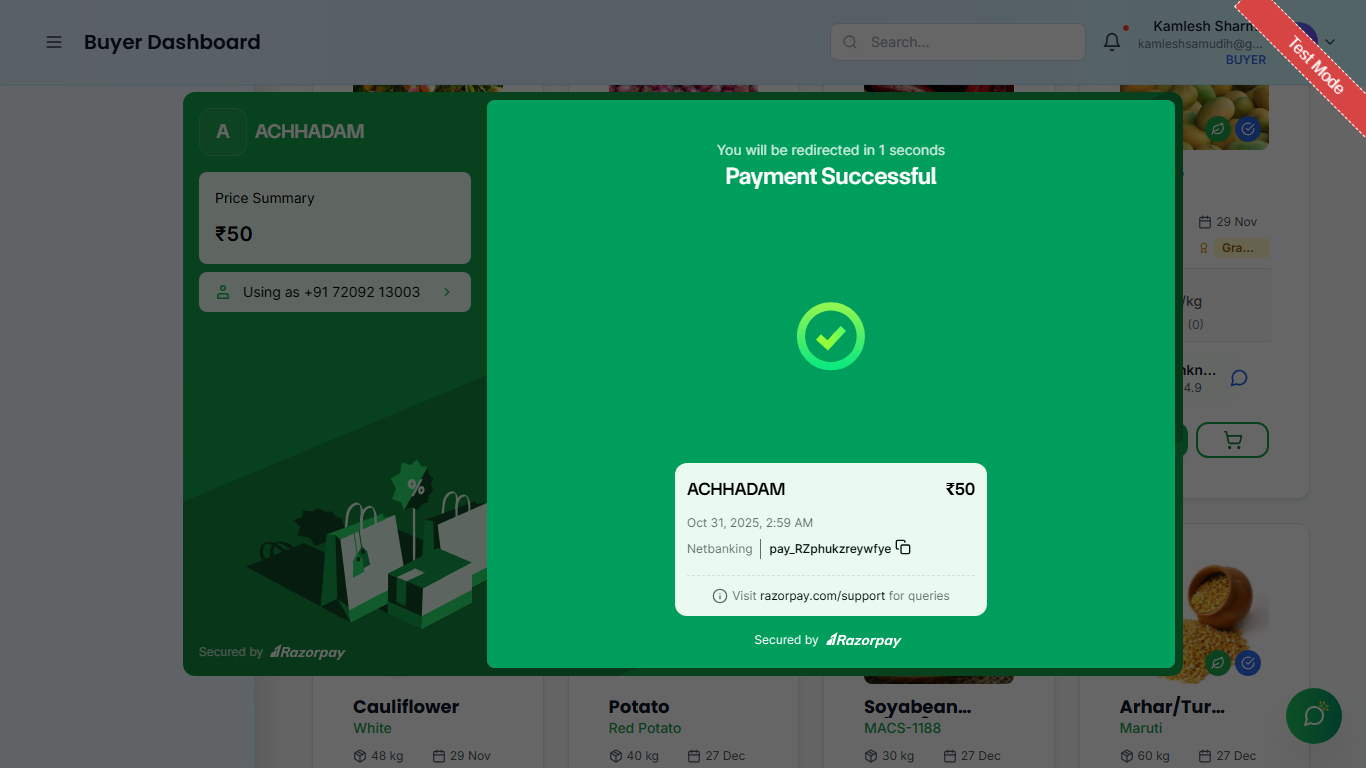 Buyer Dashboard
Search...
Kamlesh Sharm...
kamleshsamudih@g...
BUYER
Test Mode
A
ACHHADAM
Price Summary
₹50
Using as +91 72092 13003
%
Secured by Razorpay
You will be redirected in 1 seconds
Payment Successful
ACHHADAM
₹50
Oct 31, 2025, 2:59 AM
Netbanking
pay_RZphukzreywfye
Visit razorpay.com/support for queries
Secured by Razorpay
29 Nov
Gra...
/kg
(0)
4.9
Cauliflower
White
48 kg
29 Nov
Potato
Red Potato
40 kg
27 Dec
Soyabean...
MACS-1188
30 kg
27 Dec
Arhar/Tur...
Maruti
60 kg
27 Dec